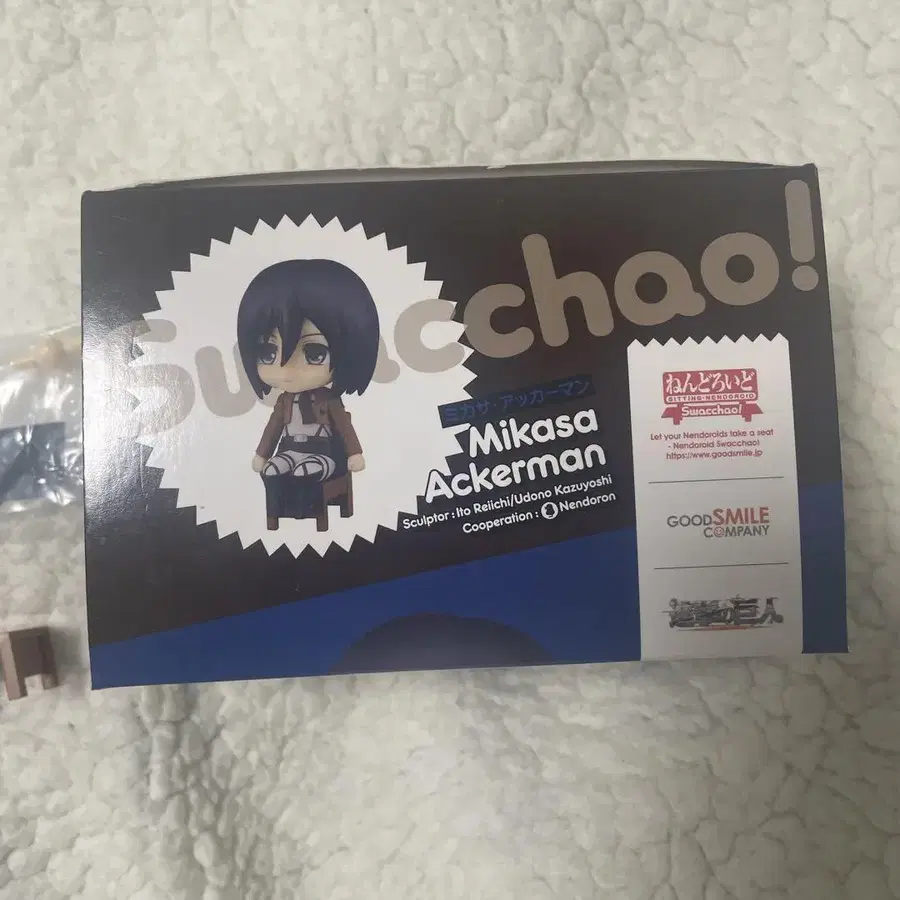 Swacchao!
ミカサ・アッカーマン
Mikasa
Ackerman
Sculptor : Ito Reiichi/Udono Kazuyoshi
Cooperation : Nendoron
ねんどろいど
SITTING NENDOROID
Swacchao!
Let your Nendoroids take a seat
- Nendoroid Swacchao!
https://www.goodsmile.jp
GOODSMILE
COMPANY
進撃の巨人